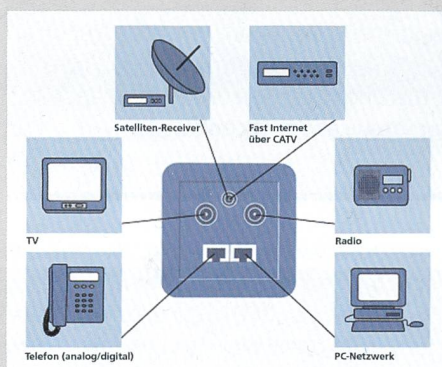 Satelliten-Receiver
Fast Internet
über CATV
TV
Radio
Telefon (analog/digital)
PC-Netzwerk